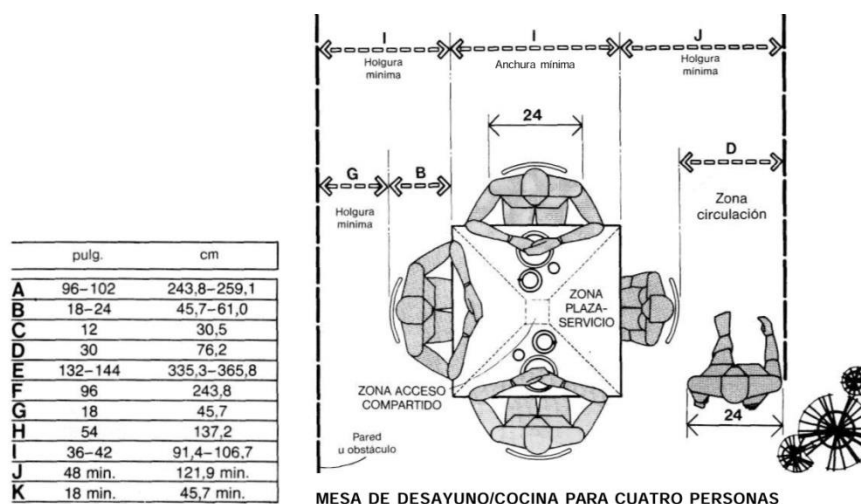 pulg. cm
A 96–102 243,8–259,1
B 18–24 45,7–61,0
C 12 30,5
D 30 76,2
E 132–144 335,3–365,8
F 96 243,8
G 18 45,7
H 54 137,2
I 36–42 91,4–106,7
J 48 min. 121,9 min.
K 18 min. 45,7 min.
I I J
Holgura
mínima
Anchura mínima
Holgura
mínima
24
G B D
Holgura
mínima
Zona
circulación
ZONA
PLAZA-
SERVICIO
ZONA ACCESO
COMPARTIDO
24
Pared
u obstáculo
MESA DE DESAYUNO/COCINA PARA CUATRO PERSONAS